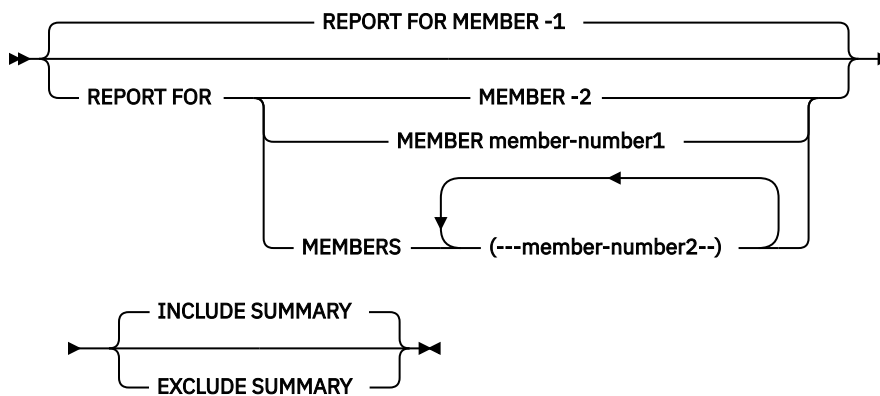 REPORT FOR MEMBER -1
REPORT FOR MEMBER -2
MEMBER member-number1
MEMBERS (---member-number2--)
INCLUDE SUMMARY
EXCLUDE SUMMARY